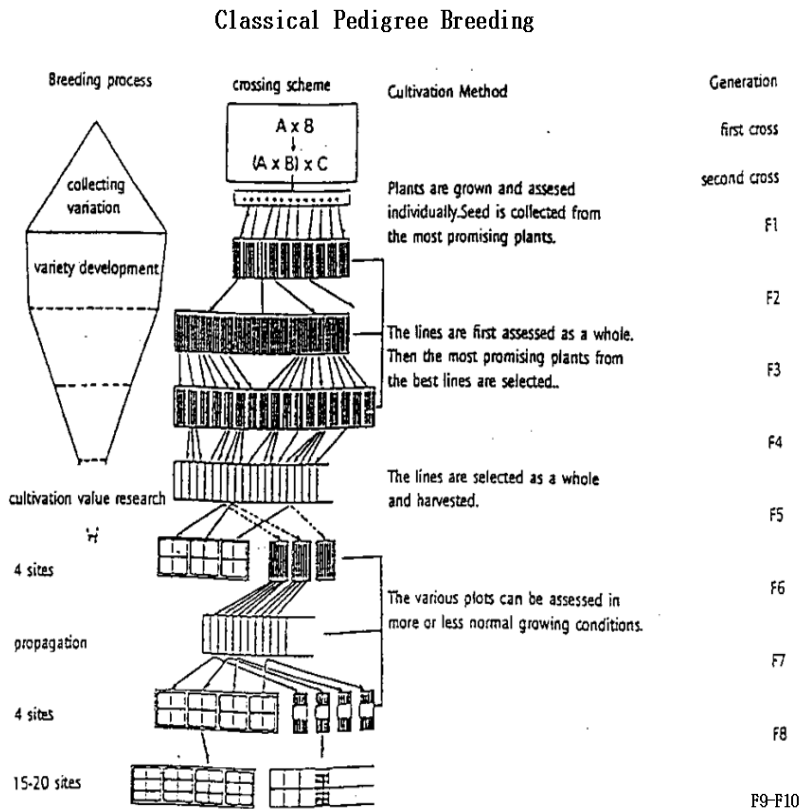 Classical Pedigree Breeding
Breeding process
crossing scheme
Cultivation Method
Generation
A x B
(A x B) x C
first cross
second cross
collecting
variation
Plants are grown and assesed
individually.Seed is collected from
the most promising plants.
F1
variety development
F2
The lines are first assessed as a whole.
Then the most promising plants from
the best lines are selected..
F3
F4
The lines are selected as a whole
and harvested.
cultivation value research
F5
4 sites
F6
The various plots can be assessed in
more or less normal growing conditions.
propagation
F7
4 sites
F8
15-20 sites
F9-F10